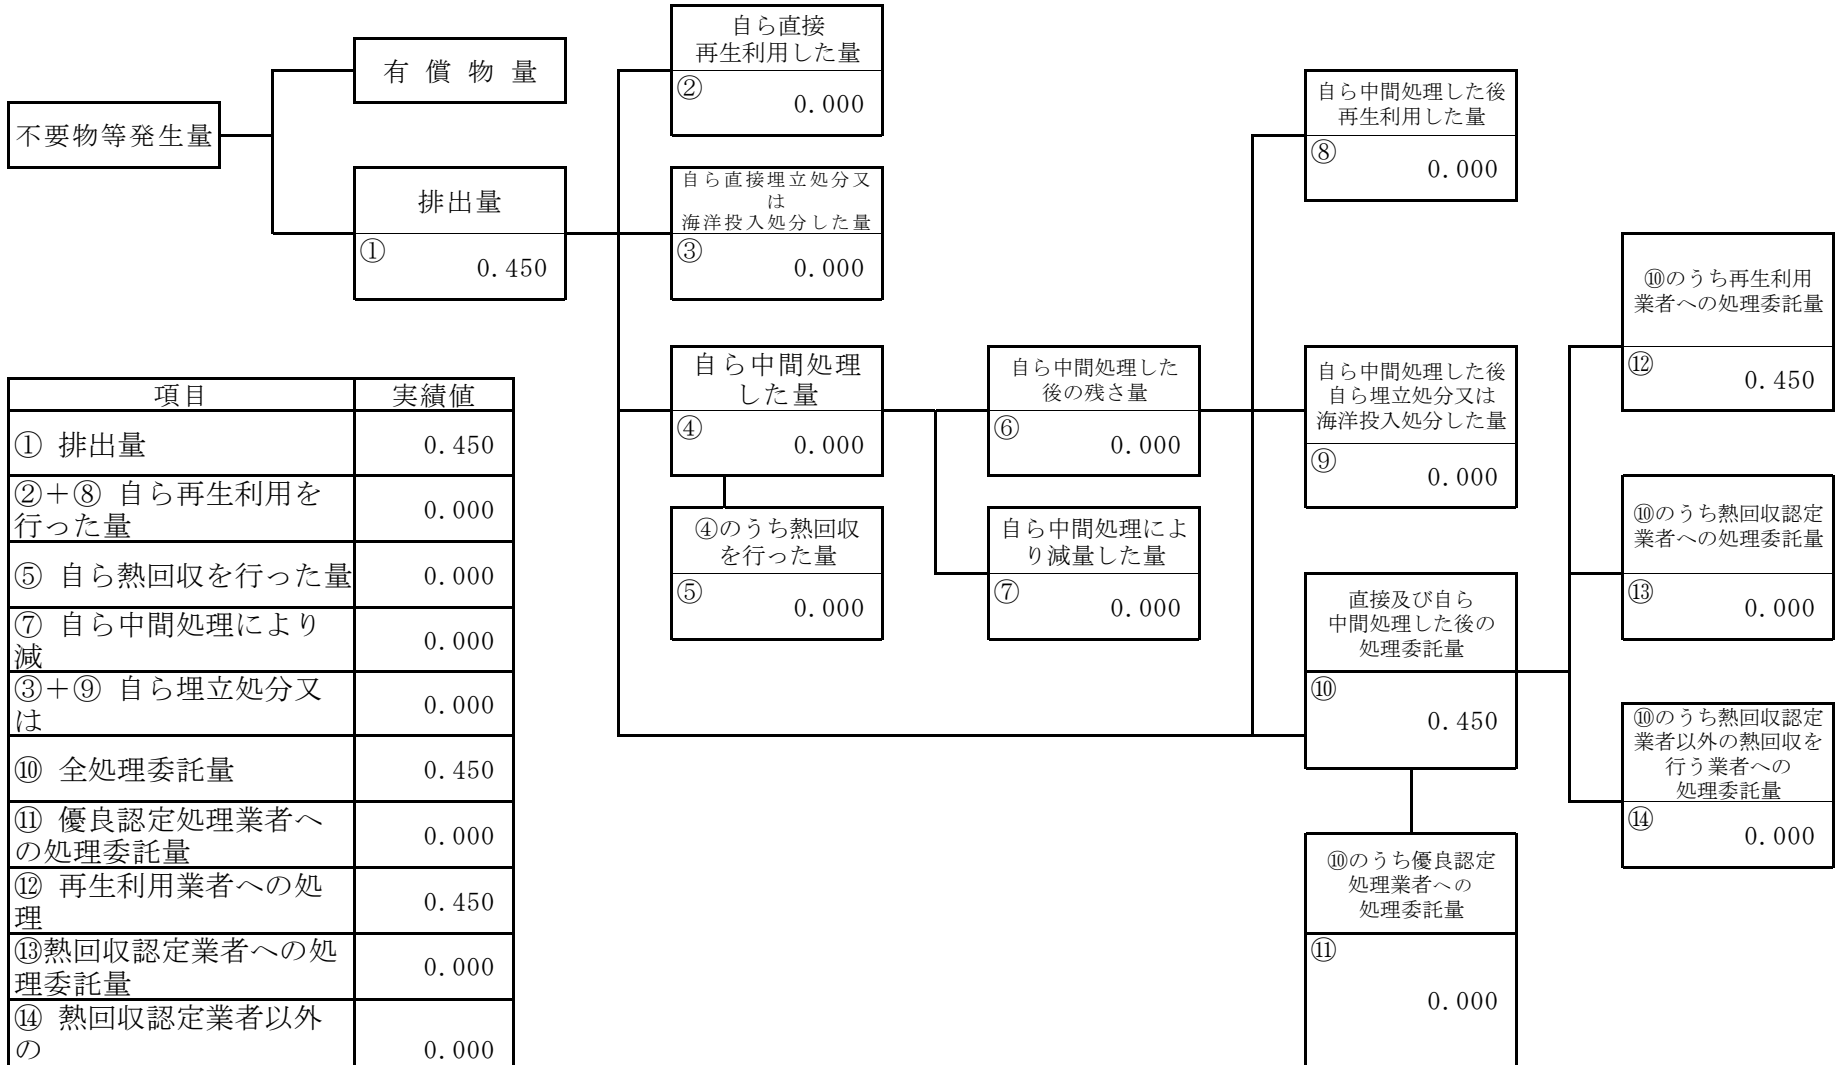 不要物等発生量
有償物量
排出量
①
0.450
自ら直接
再生利用した量
②
0.000
自ら直接埋立処分又
は
海洋投入処分した量
③
0.000
自ら中間処理
した量
④
0.000
④のうち熱回収
を行った量
⑤
0.000
自ら中間処理した
後の残さ量
⑥
0.000
自ら中間処理によ
り減量した量
⑦
0.000
自ら中間処理した後
再生利用した量
⑧
0.000
自ら中間処理した後
自ら埋立処分又は
海洋投入処分した量
⑨
0.000
直接及び自ら
中間処理した後の
処理委託量
⑩
0.450
⑩のうち優良認定
処理業者への
処理委託量
⑪
0.000
⑩のうち再生利用
業者への処理委託量
⑫
0.450
⑩のうち熱回収認定
業者への処理委託量
⑬
0.000
⑩のうち熱回収認定
業者以外の熱回収を
行う業者への
処理委託量
⑭
0.000
項目 実績値
① 排出量 0.450
②＋⑧ 自ら再生利用を
行った量 0.000
⑤ 自ら熱回収を行った量 0.000
⑦ 自ら中間処理により
減 0.000
③＋⑨ 自ら埋立処分又
は 0.000
⑩ 全処理委託量 0.450
⑪ 優良認定処理業者へ
の処理委託量 0.000
⑫ 再生利用業者への処
理 0.450
⑬熱回収認定業者への処
理委託量 0.000
⑭ 熱回収認定業者以外
の 0.000